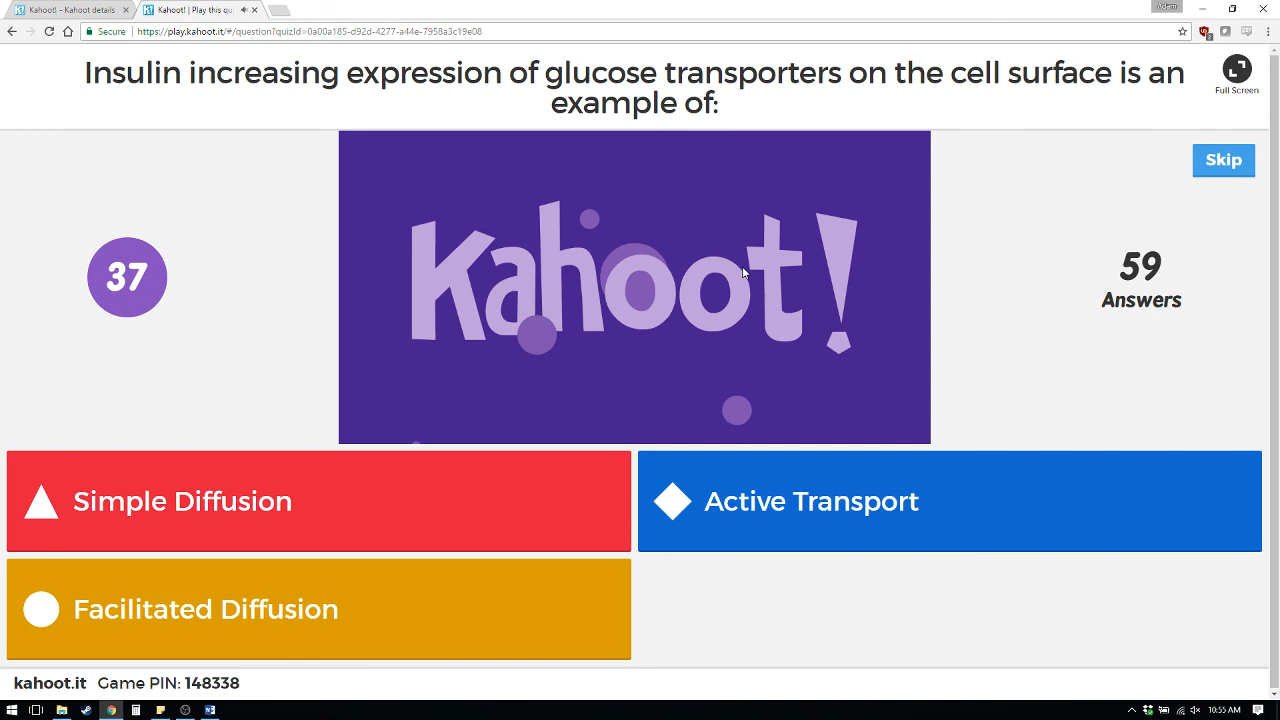 Kahoot! - Kahoot details
Kahoot! | Play this qu
Adam
Secure
https://play.kahoot.it/#/question?quizId=0a00a185-d92d-4277-a44e-7958a3c19e08
Insulin increasing expression of glucose transporters on the cell surface is an
example of:
Full Screen
Skip
Kahoot!
37
59
Answers
Simple Diffusion
Active Transport
Facilitated Diffusion
kahoot.it Game PIN: 148338
10:55 AM